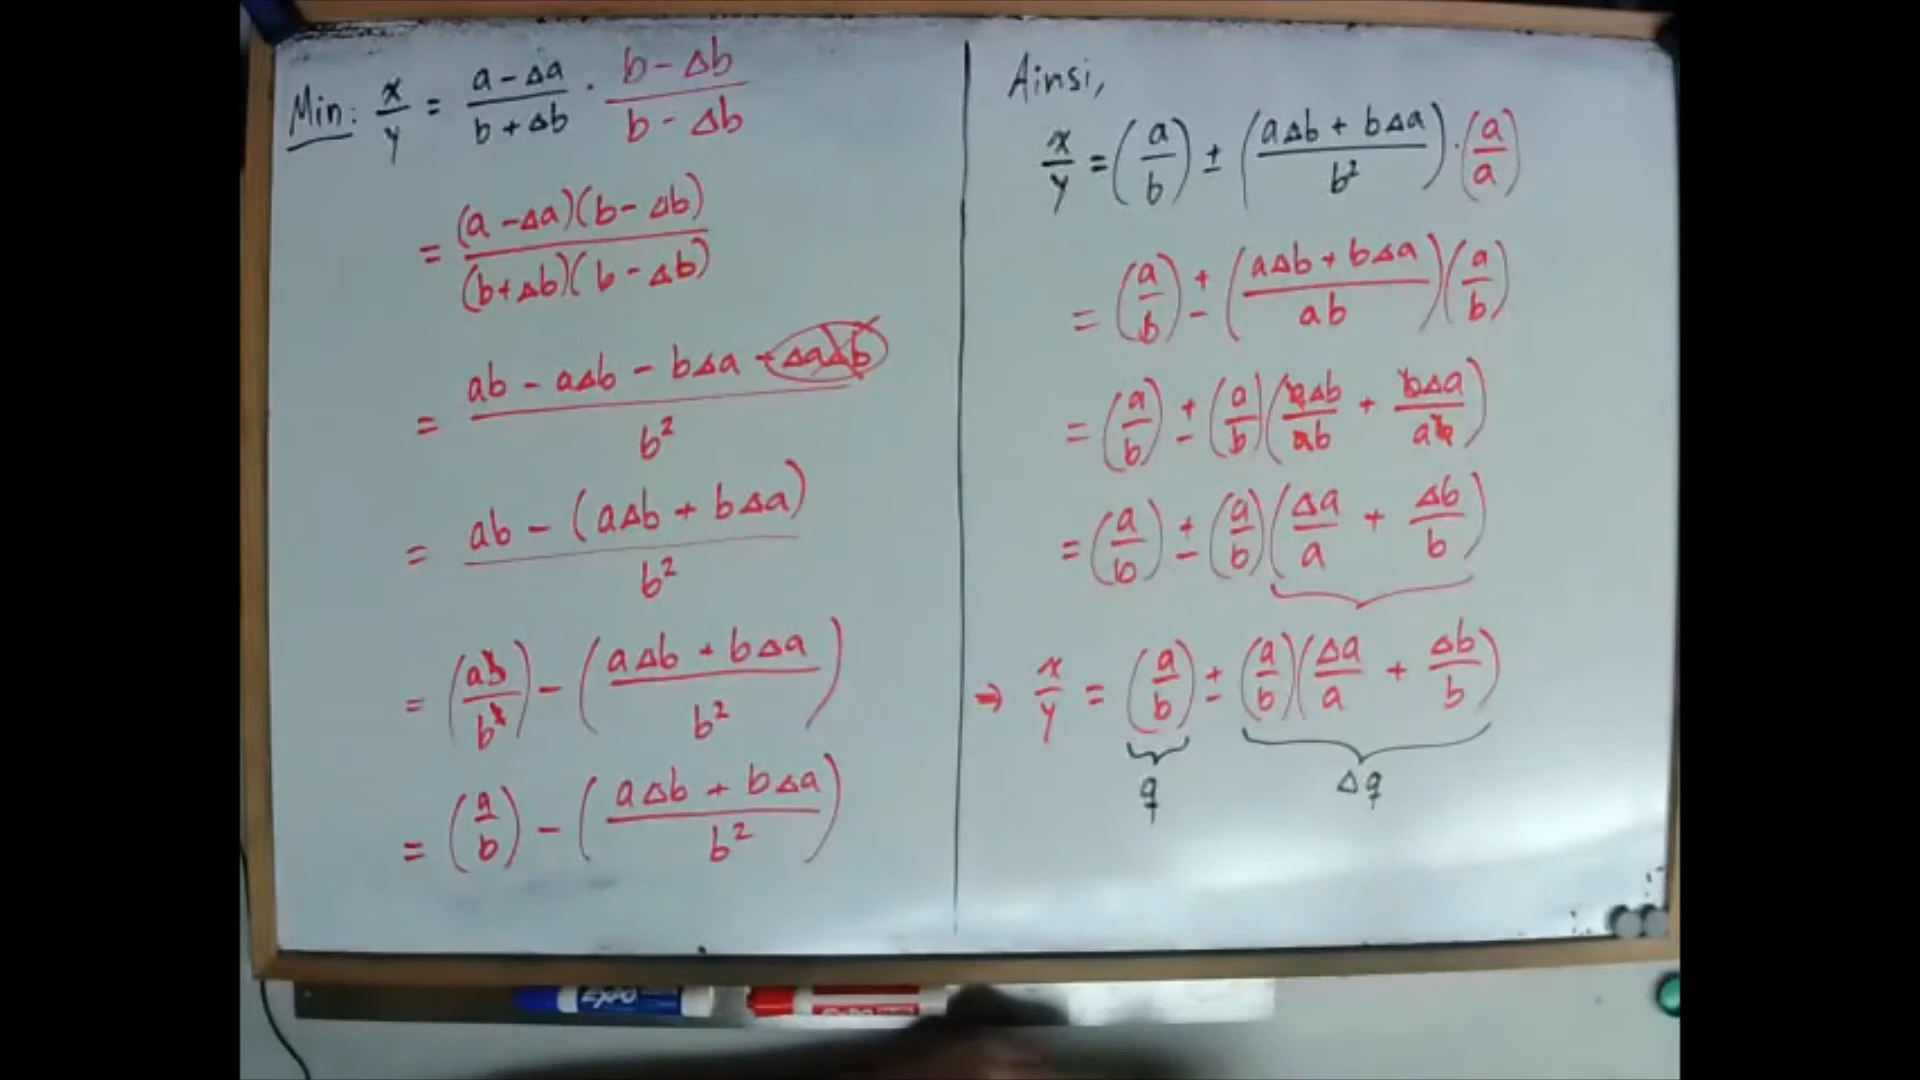 Min: x/y = (a - Δa)/(b + Δb) · (b - Δb)/(b - Δb)
= (a - Δa)(b - Δb)/(b + Δb)(b - Δb)
= (ab - aΔb - bΔa + ΔaΔb)/b²
= (ab - (aΔb + bΔa))/b²
= (ab/b²) - ((aΔb + bΔa)/b²)
= (a/b) - ((aΔb + bΔa)/b²)
Ainsi,
x/y = (a/b) ± ((aΔb + bΔa)/b²) · (a/a)
= (a/b) ± ((aΔb + bΔa)/ab)(a/b)
= (a/b) ± (a/b)(aΔb/ab + bΔa/ab)
= (a/b) ± (a/b)(Δa/a + Δb/b)
⇒ x/y = (a/b) ± (a/b)(Δa/a + Δb/b)
q Δq
EXPO